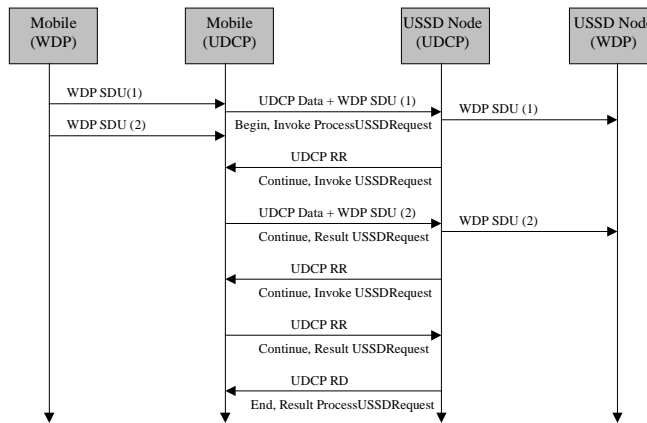 Mobile
(WDP)
Mobile
(UDCP)
USSD Node
(UDCP)
USSD Node
(WDP)
WDP SDU(1)
UDCP Data + WDP SDU (1)
WDP SDU (1)
WDP SDU (2)
Begin, Invoke ProcessUSSDRequest
UDCP RR
Continue, Invoke USSDRequest
UDCP Data + WDP SDU (2)
WDP SDU (2)
Continue, Result USSDRequest
UDCP RR
Continue, Invoke USSDRequest
UDCP RR
Continue, Result USSDRequest
UDCP RD
End, Result ProcessUSSDRequest